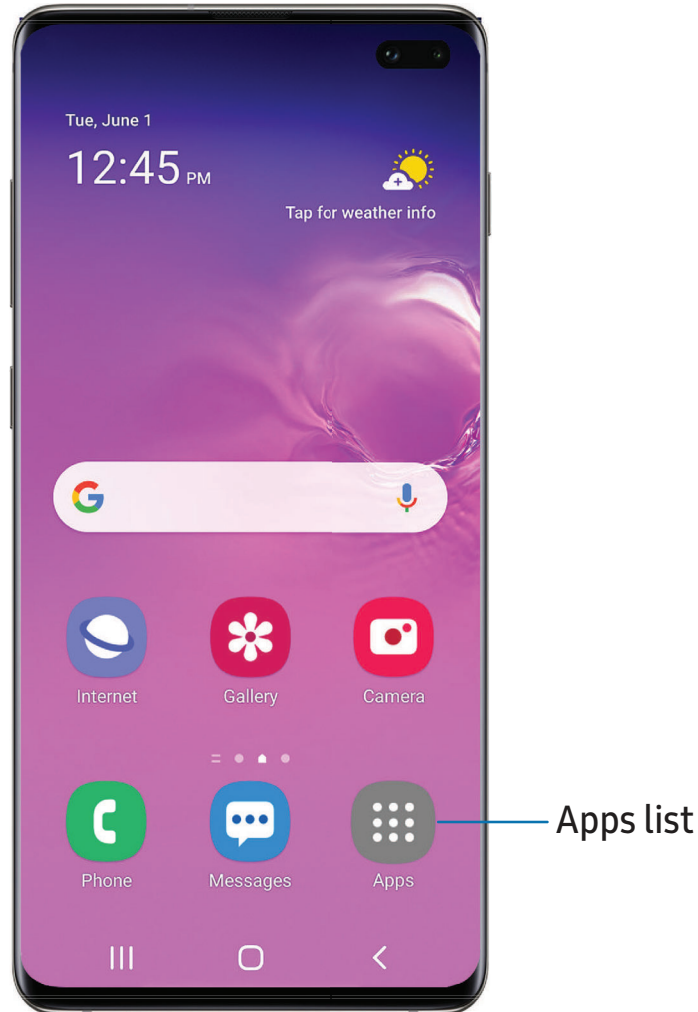 Tue, June 1
12:45 PM
Tap for weather info
G
Internet Gallery Camera
Phone Messages Apps
Apps list